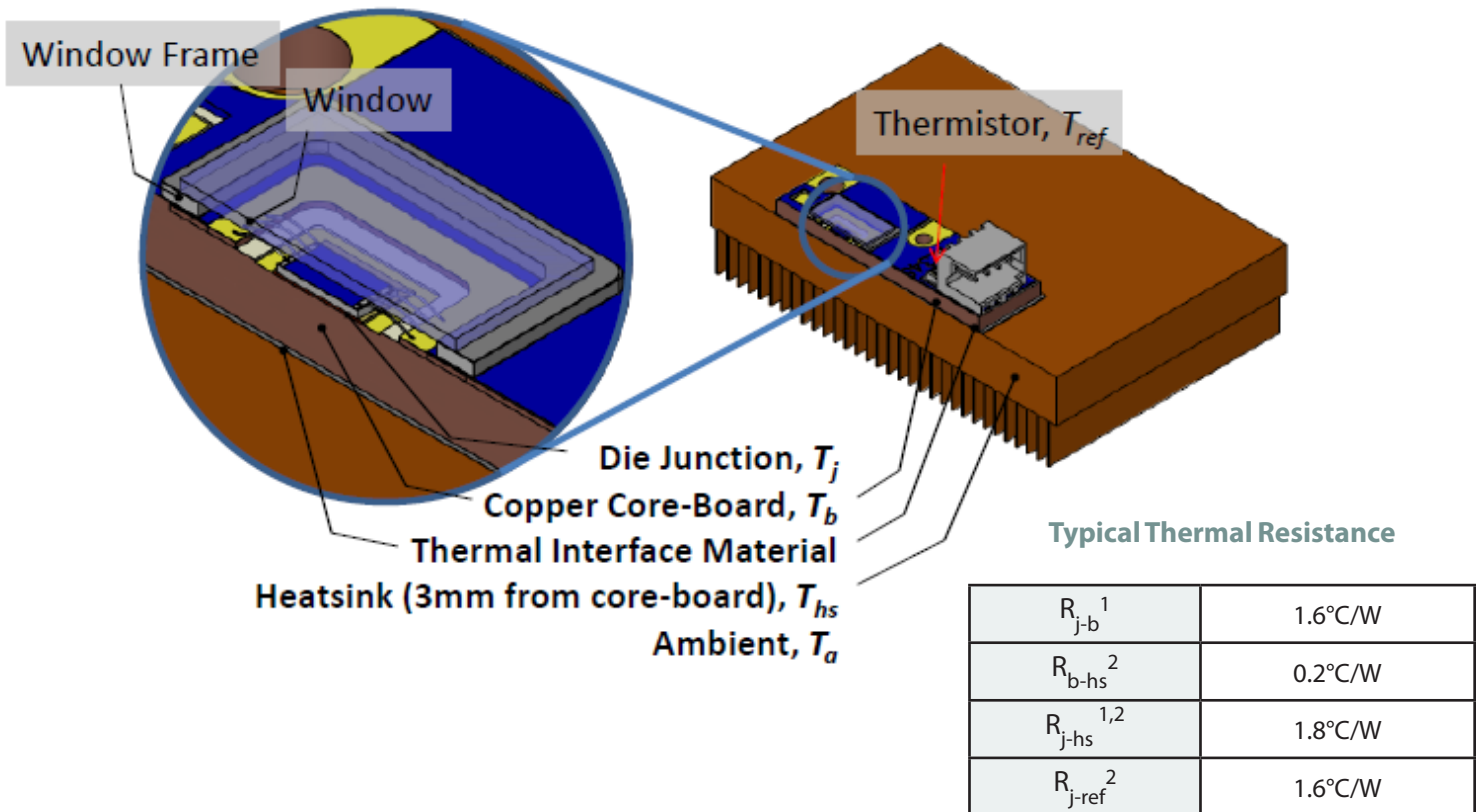 Window Frame
Window
Thermistor, Tref
Die Junction, Tj
Copper Core-Board, Tb
Thermal Interface Material
Heatsink (3mm from core-board), Ths
Ambient, Ta
Typical Thermal Resistance
Rj-b1 1.6°C/W
Rb-hs2 0.2°C/W
Rj-hs1,2 1.8°C/W
Rj-ref2 1.6°C/W